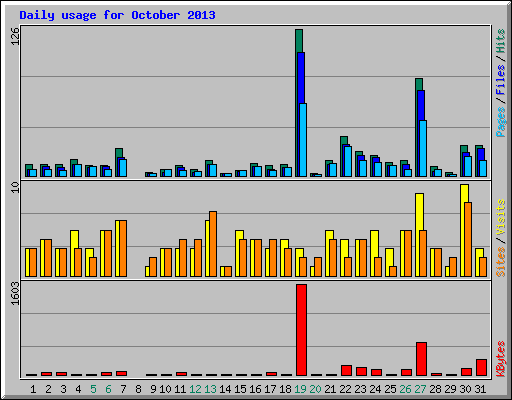 Daily usage for October 2013
126
Pages / Files / Hits
10
Sites / Visits
1603
KBytes
1 2 3 4 5 6 7 8 9 10 11 12 13 14 15 16 17 18 19 20 21 22 23 24 25 26 27 28 29 30 31